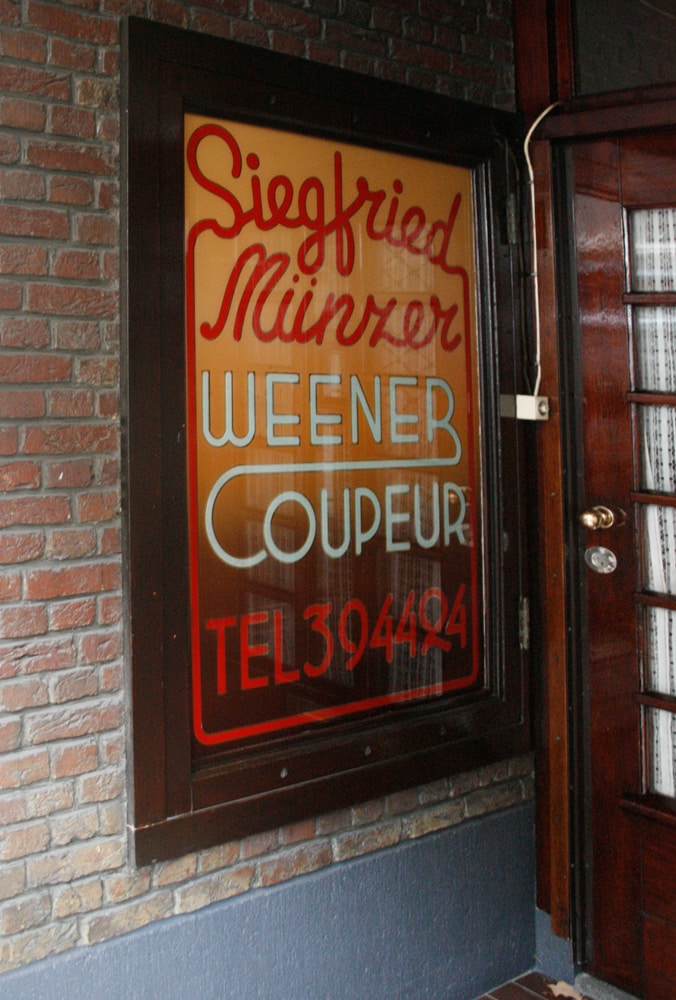 Siegfried
Münzer
WEENER
COUPEUR
TEL 394424